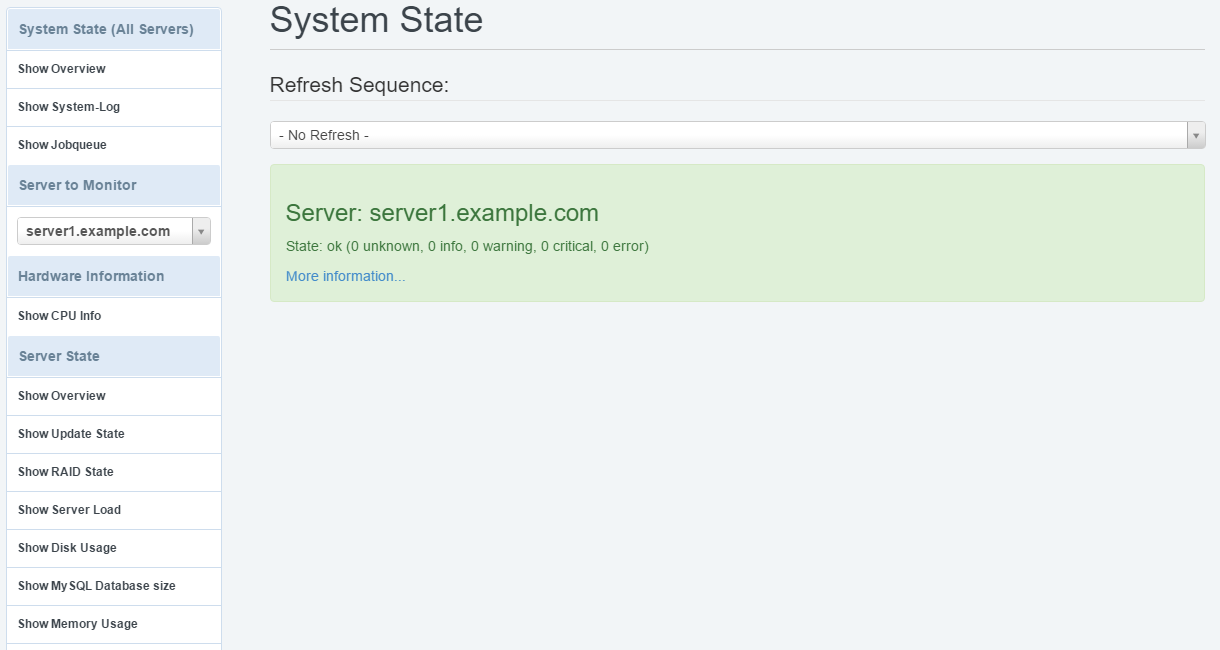 System State (All Servers)
Show Overview
Show System-Log
Show Jobqueue
Server to Monitor
server1.example.com
Hardware Information
Show CPU Info
Server State
Show Overview
Show Update State
Show RAID State
Show Server Load
Show Disk Usage
Show MySQL Database size
Show Memory Usage
System State
Refresh Sequence:
- No Refresh -
Server: server1.example.com
State: ok (0 unknown, 0 info, 0 warning, 0 critical, 0 error)
More information...